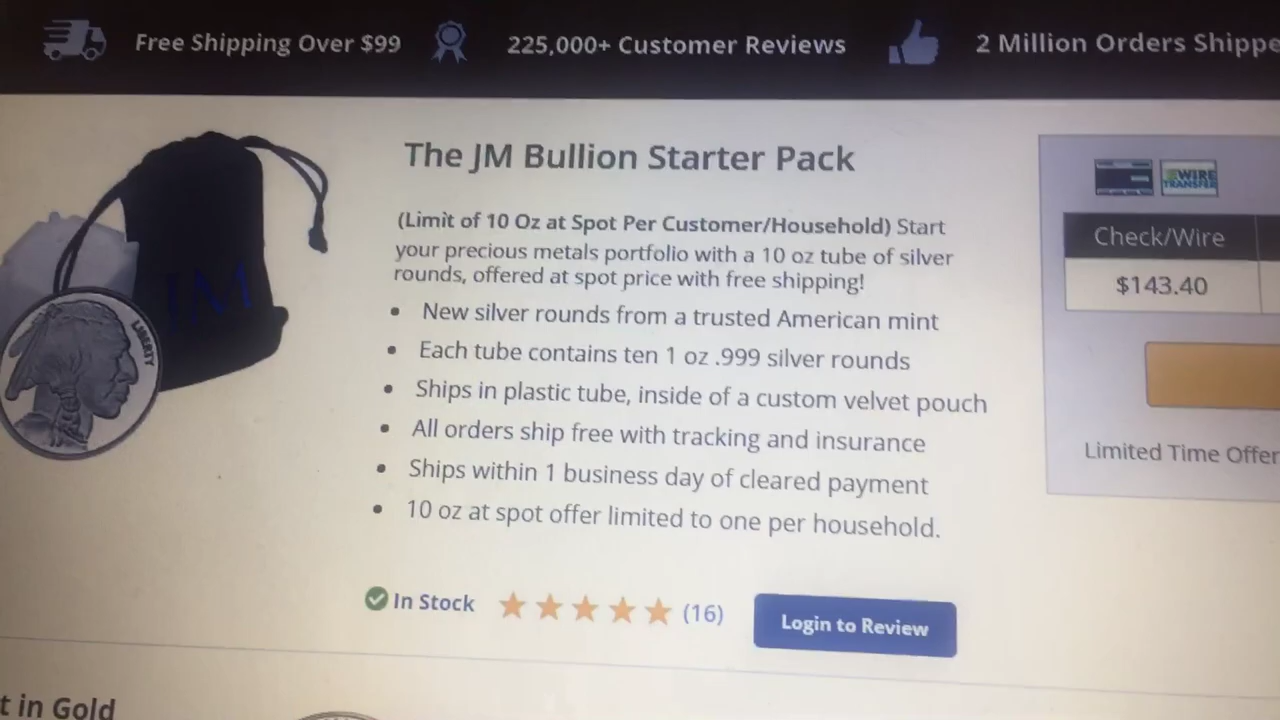 Free Shipping Over $99
225,000+ Customer Reviews
2 Million Orders Shippe
The JM Bullion Starter Pack
(Limit of 10 Oz at Spot Per Customer/Household) Start
your precious metals portfolio with a 10 oz tube of silver
rounds, offered at spot price with free shipping!
• New silver rounds from a trusted American mint
• Each tube contains ten 1 oz .999 silver rounds
• Ships in plastic tube, inside of a custom velvet pouch
• All orders ship free with tracking and insurance
• Ships within 1 business day of cleared payment
• 10 oz at spot offer limited to one per household.
In Stock
(16)
Login to Review
WIRE
TRANSFER
Check/Wire
$143.40
Limited Time Offer
JM
LIBERTY
t in Gold